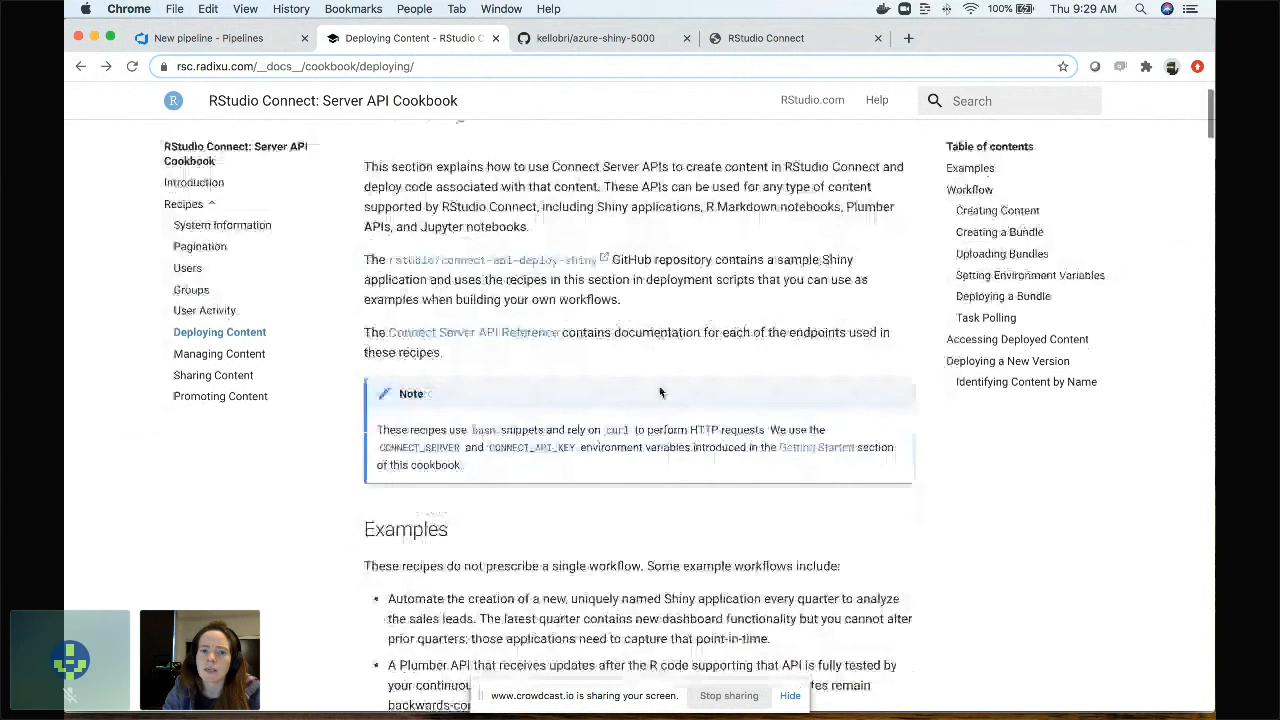 Chrome File Edit View History Bookmarks People Tab Window Help 100% Thu 9:29 AM
New pipeline - Pipelines Deploying Content - RStudio C kellobri/azure-shiny-5000 RStudio Connect
rsc.radixu.com/__docs__/cookbook/deploying/
R RStudio Connect: Server API Cookbook RStudio.com Help Search
RStudio Connect: Server API
Cookbook
Introduction
Recipes
System Information
Pagination
Users
Groups
User Activity
Deploying Content
Managing Content
Sharing Content
Promoting Content
This section explains how to use Connect Server APIs to create content in RStudio Connect and
deploy code associated with that content. These APIs can be used for any type of content
supported by RStudio Connect, including Shiny applications, R Markdown notebooks, Plumber
APIs, and Jupyter notebooks.
The rstudio/connect-api-deploy-shiny GitHub repository contains a sample Shiny
application and uses the recipes in this section in deployment scripts that you can use as
examples when building your own workflows.
The Connect Server API Reference contains documentation for each of the endpoints used in
these recipes.
Note
These recipes use bash snippets and rely on curl to perform HTTP requests. We use the
CONNECT_SERVER and CONNECT_API_KEY environment variables introduced in the Getting Started section
of this cookbook.
Examples
These recipes do not prescribe a single workflow. Some example workflows include:
• Automate the creation of a new, uniquely named Shiny application every quarter to analyze
the sales leads. The latest quarter contains new dashboard functionality but you cannot alter
prior quarters; those applications need to capture that point-in-time.
• A Plumber API that receives updates after the R code supporting that API is fully tested by
your continuous
remain
backwards-co
Table of contents
Examples
Workflow
Creating Content
Creating a Bundle
Uploading Bundles
Setting Environment Variables
Deploying a Bundle
Task Polling
Accessing Deployed Content
Deploying a New Version
Identifying Content by Name
www.crowdcast.io is sharing your screen. Stop sharing Hide